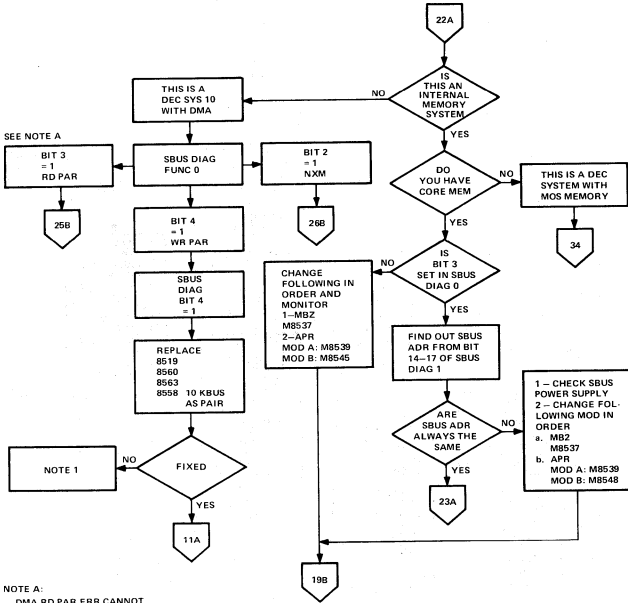 22A
IS
THIS AN
INTERNAL
MEMORY
SYSTEM
NO
YES
THIS IS A
DEC SYS 10
WITH DMA
SEE NOTE A
BIT 3
= 1
RD PAR
SBUS DIAG
FUNC 0
BIT 2
= 1
NXM
25B
26B
BIT 4
= 1
WR PAR
SBUS
DIAG
BIT 4
= 1
REPLACE
8519
8560
8563
8558 10 KBUS
AS PAIR
FIXED
NO
NOTE 1
YES
11A
DO
YOU HAVE
CORE MEM
NO
THIS IS A DEC
SYSTEM WITH
MOS MEMORY
34
YES
IS
BIT 3
SET IN SBUS
DIAG 0
NO
CHANGE
FOLLOWING IN
ORDER AND
MONITOR
1–MBZ
M8537
2–APR
MOD A: M8539
MOD B: M8545
YES
FIND OUT SBUS
ADR FROM BIT
14–17 OF SBUS
DIAG 1
ARE
SBUS ADR
ALWAYS THE
SAME
NO
1 – CHECK SBUS
POWER SUPPLY
2 – CHANGE FOL-
LOWING MOD IN
ORDER
a. MB2
M8537
b. APR
MOD A: M8539
MOD B: M8548
YES
23A
19B
NOTE A:
DMA RD PAR ERR CANNOT